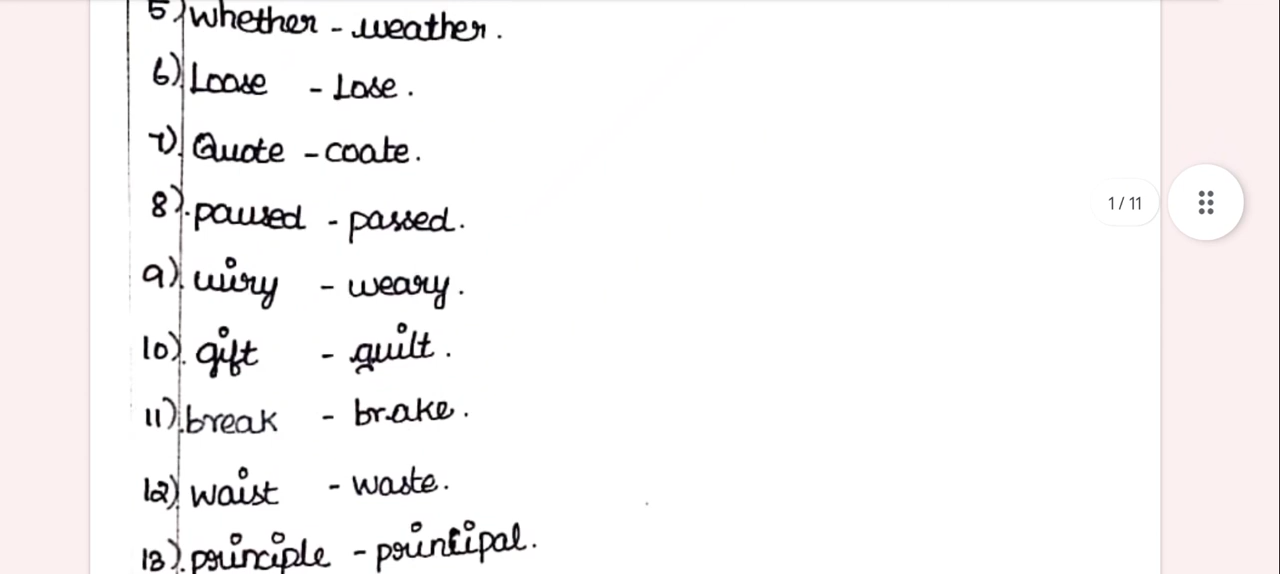 5) whether - weather.
6) Loose - Lose.
7) Quote - coate.
8). paused - passed.
9). wiry - weary.
10). gift - guilt.
11). break - brake.
12) waist - waste.
13). principle - principal.
1 / 11